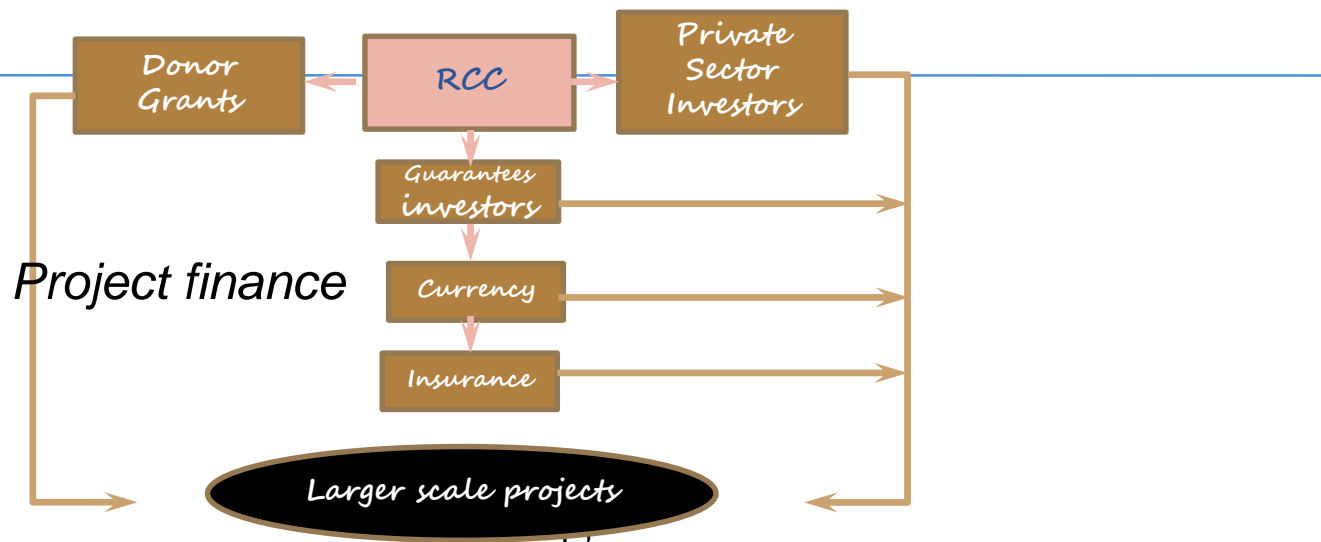 Donor
Grants
RCC
Private
Sector
Investors
Guarantees
investors
Project finance
Currency
Insurance
Larger scale projects